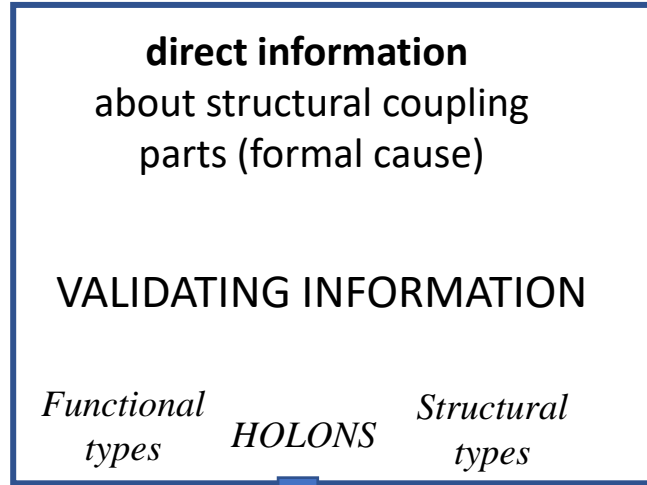 direct information
about structural coupling
parts (formal cause)
VALIDATING INFORMATION
Functional
types
HOLONS
Structural
types